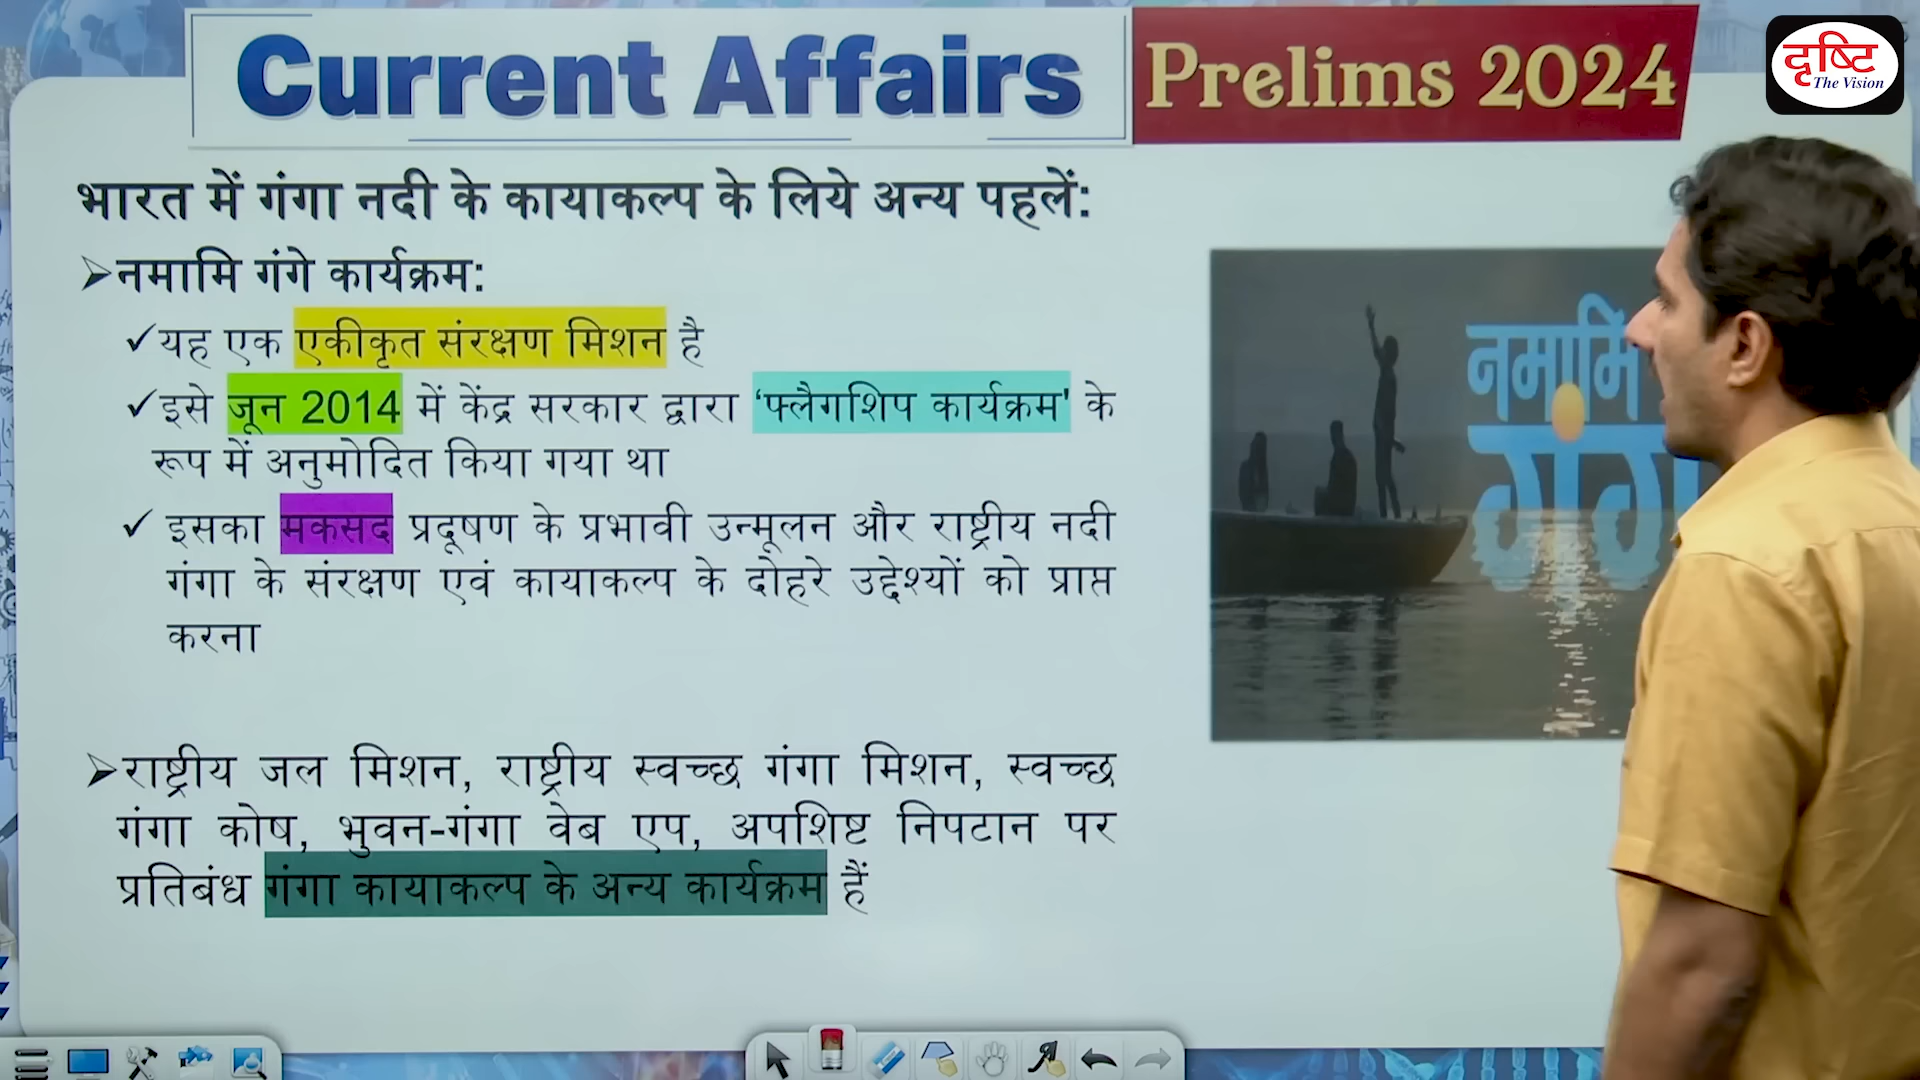 Current Affairs Prelims 2024
दृष्टि
The Vision
भारत में गंगा नदी के कायाकल्प के लिये अन्य पहलें:
नमामि गंगे कार्यक्रम:
यह एक एकीकृत संरक्षण मिशन है
इसे जून 2014 में केंद्र सरकार द्वारा 'फ्लैगशिप कार्यक्रम' के
रूप में अनुमोदित किया गया था
इसका मकसद प्रदूषण के प्रभावी उन्मूलन और राष्ट्रीय नदी
गंगा के संरक्षण एवं कायाकल्प के दोहरे उद्देश्यों को प्राप्त
करना
राष्ट्रीय जल मिशन, राष्ट्रीय स्वच्छ गंगा मिशन, स्वच्छ
गंगा कोष, भुवन-गंगा वेब एप, अपशिष्ट निपटान पर
प्रतिबंध गंगा कायाकल्प के अन्य कार्यक्रम हैं
नमामि